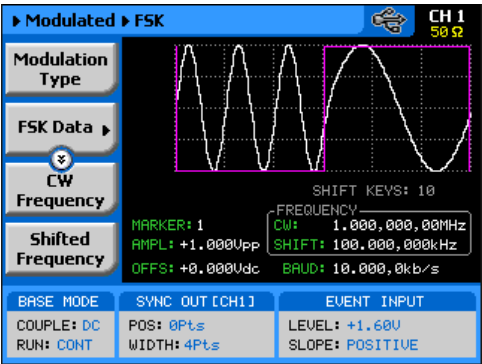 Modulated FSK
CH 1
50 Ω
Modulation Type
FSK Data
CW Frequency
Shifted Frequency
SHIFT KEYS: 10
FREQUENCY
MARKER: 1 CW: 1.000,000,00MHz
AMPL: +1.000Vpp SHIFT: 100.000,000kHz
OFFS: +0.000Vdc BAUD: 10.000,0kb/s
BASE MODE SYNC OUT [CH1] EVENT INPUT
COUPLE: DC POS: 0Pts LEVEL: +1.60V
RUN: CONT WIDTH: 4Pts SLOPE: POSITIVE